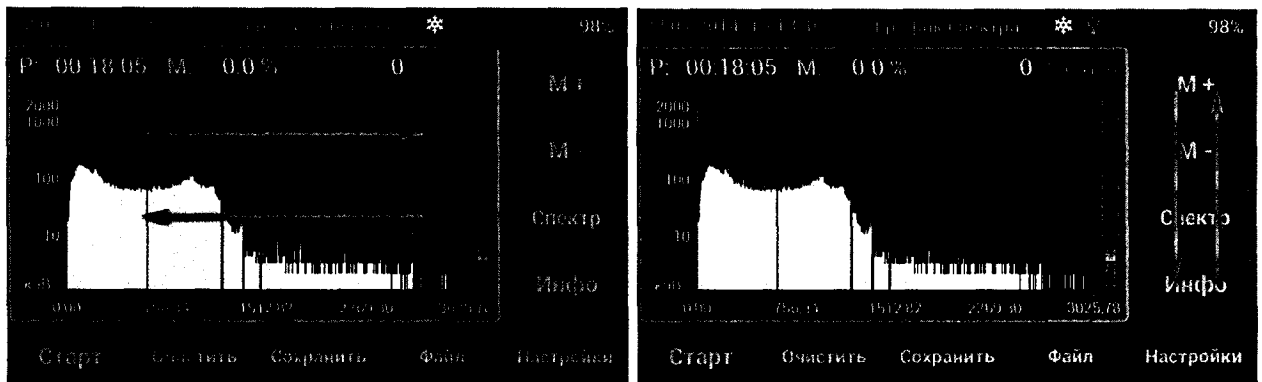 98%
P: 00:18:05 M. 0.0 % 0
M +
2000
1000
M -
100
Спектр
10
Инфо
0.00 756.44 1512.82 2269.30
Старт Очистить Сохранить Файл Настройки
98%
P: 00:18:05 M. 0.0 % 0
M +
2000
1000
M -
100
Спектр
10
Инфо
0.00 1512.82 2269.30 3025.78
Старт Очистить Сохранить Файл Настройки